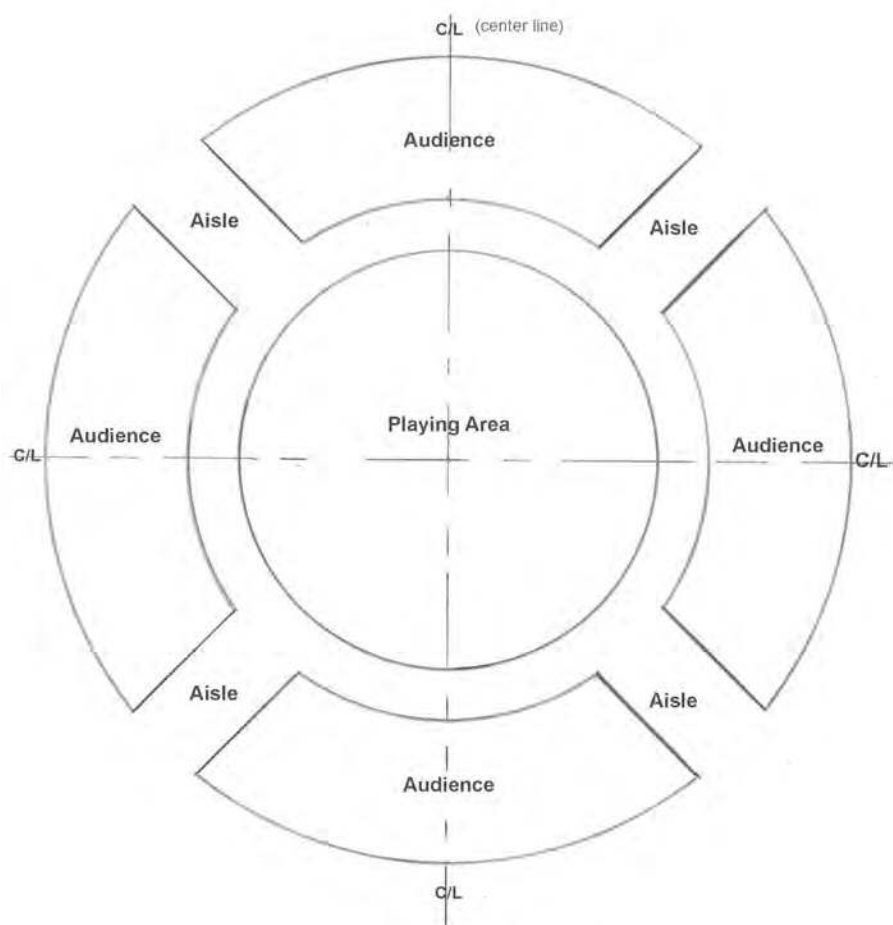 C/L (center line)
Audience
Aisle
Aisle
Audience
Playing Area
Audience
C/L
C/L
Aisle
Aisle
Audience
C/L